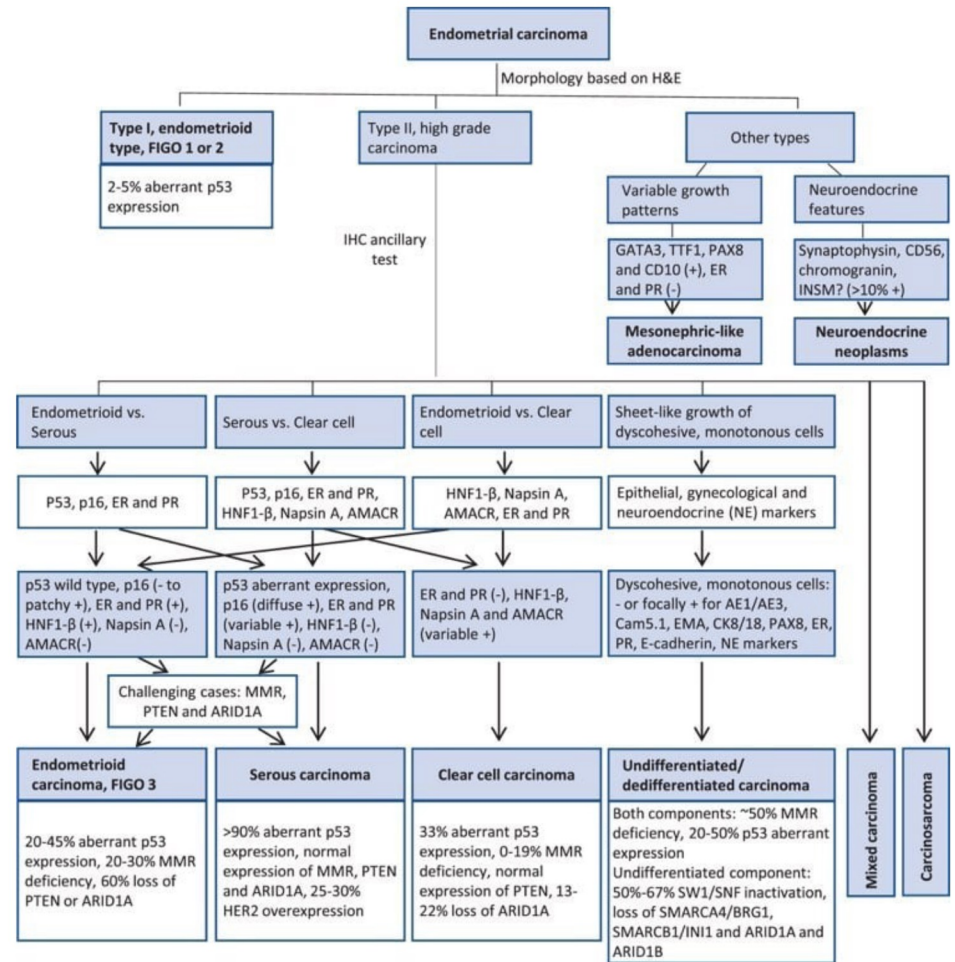 Endometrial carcinoma
Morphology based on H&E
Type I, endometrioid
type, FIGO 1 or 2
2-5% aberrant p53
expression
Type II, high grade
carcinoma
Other types
Variable growth
patterns
Neuroendocrine
features
IHC ancillary
test
GATA3, TTF1, PAX8
and CD10 (+), ER
and PR (-)
Synaptophysin, CD56,
chromogranin,
INSM? (>10% +)
Mesonephric-like
adenocarcinoma
Neuroendocrine
neoplasms
Endometrioid vs.
Serous
Serous vs. Clear cell
Endometrioid vs. Clear
cell
Sheet-like growth of
dyscohesive, monotonous cells
P53, p16, ER and PR
P53, p16, ER and PR,
HNF1-β, Napsin A, AMACR
HNF1-β, Napsin A,
AMACR, ER and PR
Epithelial, gynecological and
neuroendocrine (NE) markers
p53 wild type, p16 (- to
patchy +), ER and PR (+),
HNF1-β (+), Napsin A (-),
AMACR(-)
p53 aberrant expression,
p16 (diffuse +), ER and PR
(variable +), HNF1-β (-),
Napsin A (-), AMACR (-)
ER and PR (-), HNF1-β,
Napsin A and AMACR
(variable +)
Dyscohesive, monotonous cells:
- or focally + for AE1/AE3,
Cam5.1, EMA, CK8/18, PAX8, ER,
PR, E-cadherin, NE markers
Challenging cases: MMR,
PTEN and ARID1A
Endometrioid
carcinoma, FIGO 3
20-45% aberrant p53
expression, 20-30% MMR
deficiency, 60% loss of
PTEN or ARID1A
Serous carcinoma
>90% aberrant p53
expression, normal
expression of MMR, PTEN
and ARID1A, 25-30%
HER2 overexpression
Clear cell carcinoma
33% aberrant p53
expression, 0-19% MMR
deficiency, normal
expression of PTEN, 13-
22% loss of ARID1A
Undifferentiated/
dedifferentiated carcinoma
Both components: ~50% MMR
deficiency, 20-50% p53 aberrant
expression
Undifferentiated component:
50%-67% SW1/SNF inactivation,
loss of SMARCA4/BRG1,
SMARCB1/INI1 and ARID1A and
ARID1B
Mixed carcinoma
Carcinosarcoma